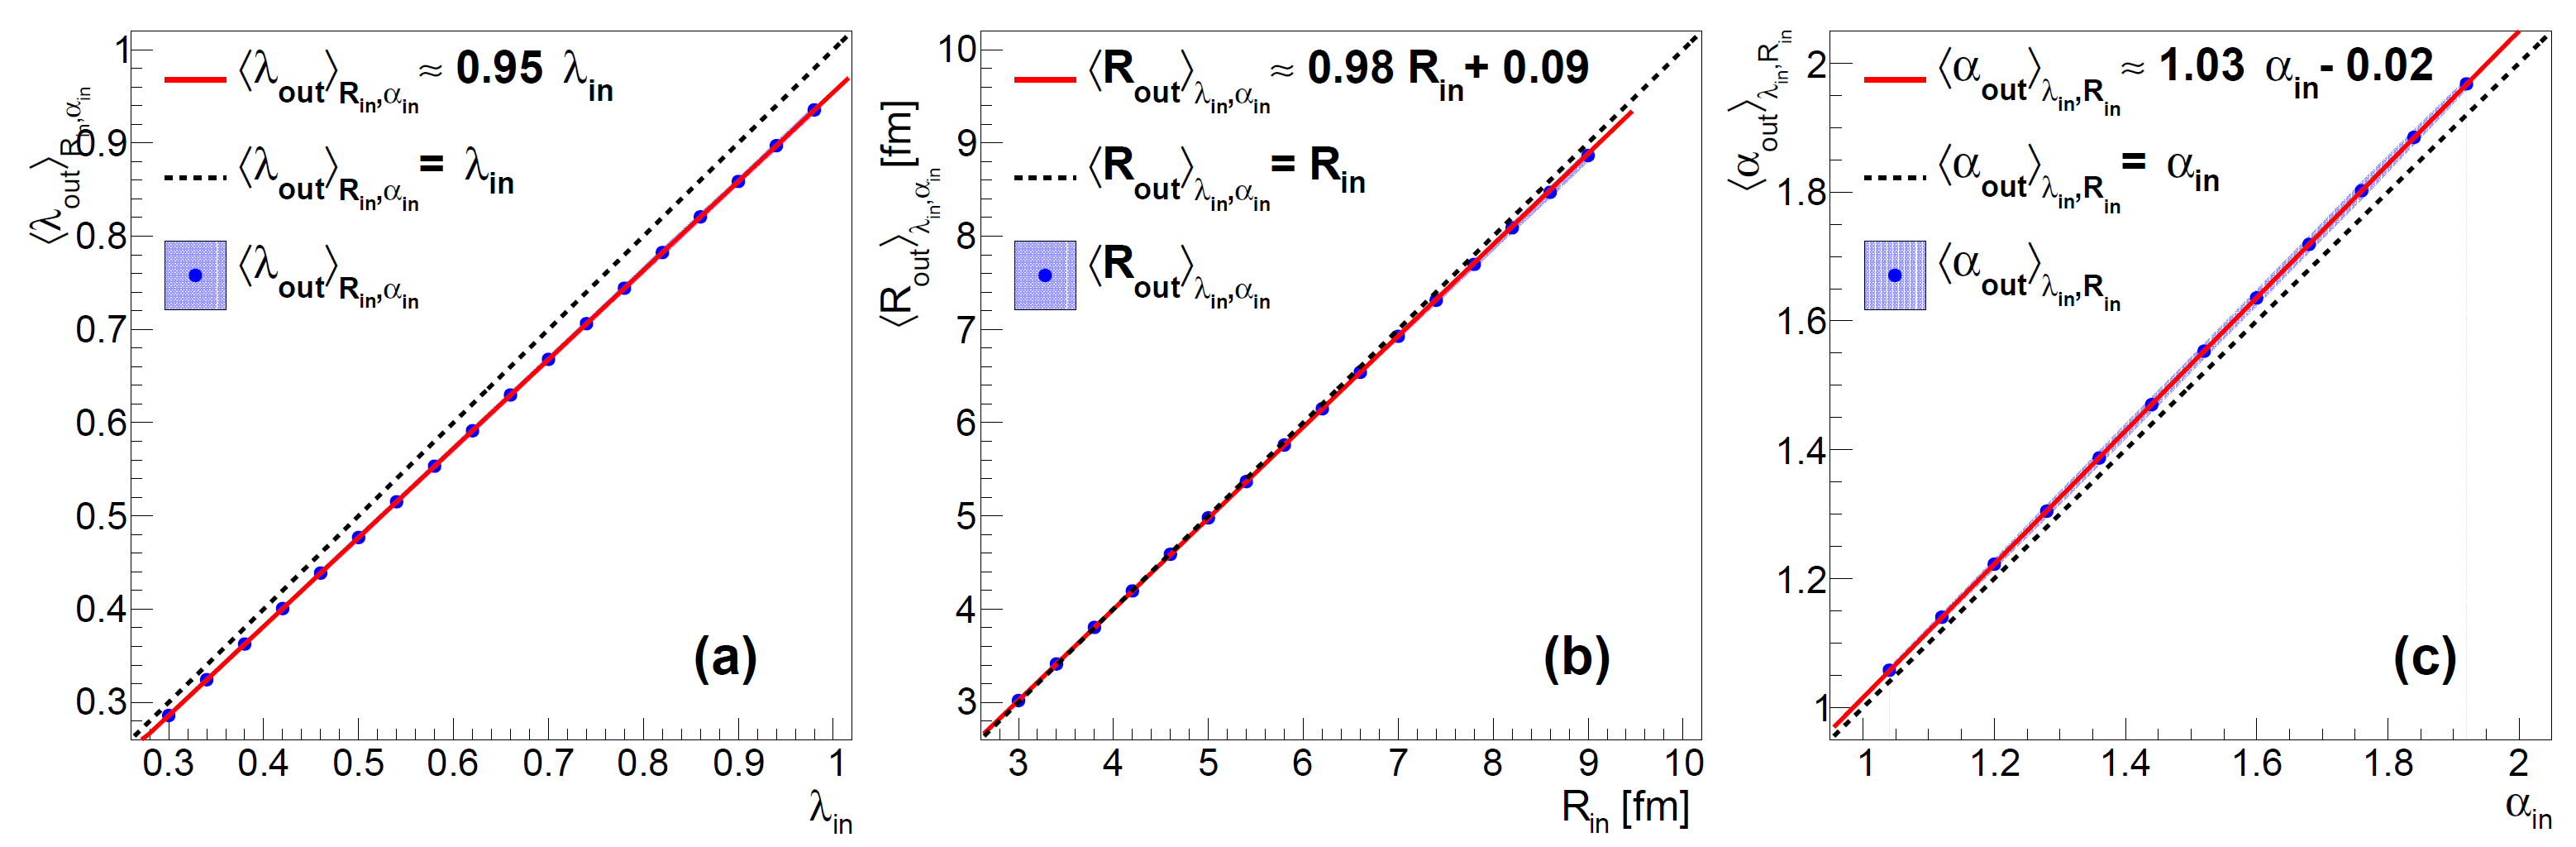 ⟨λout⟩Rin,αin
⟨λout⟩Rin,αin ≈ 0.95 λin
⟨λout⟩Rin,αin = λin
⟨λout⟩Rin,αin
1
0.9
0.8
0.7
0.6
0.5
0.4
0.3
(a)
0.3 0.4 0.5 0.6 0.7 0.8 0.9 1
λin
⟨Rout⟩λin,αin [fm]
⟨Rout⟩λin,αin ≈ 0.98 Rin + 0.09
⟨Rout⟩λin,αin = Rin
⟨Rout⟩λin,αin
10
9
8
7
6
5
4
3
(b)
3 4 5 6 7 8 9 10
Rin [fm]
⟨αout⟩λin,Rin
⟨αout⟩λin,Rin ≈ 1.03 αin - 0.02
⟨αout⟩λin,Rin = αin
⟨αout⟩λin,Rin
2
1.8
1.6
1.4
1.2
1
(c)
1 1.2 1.4 1.6 1.8 2
αin